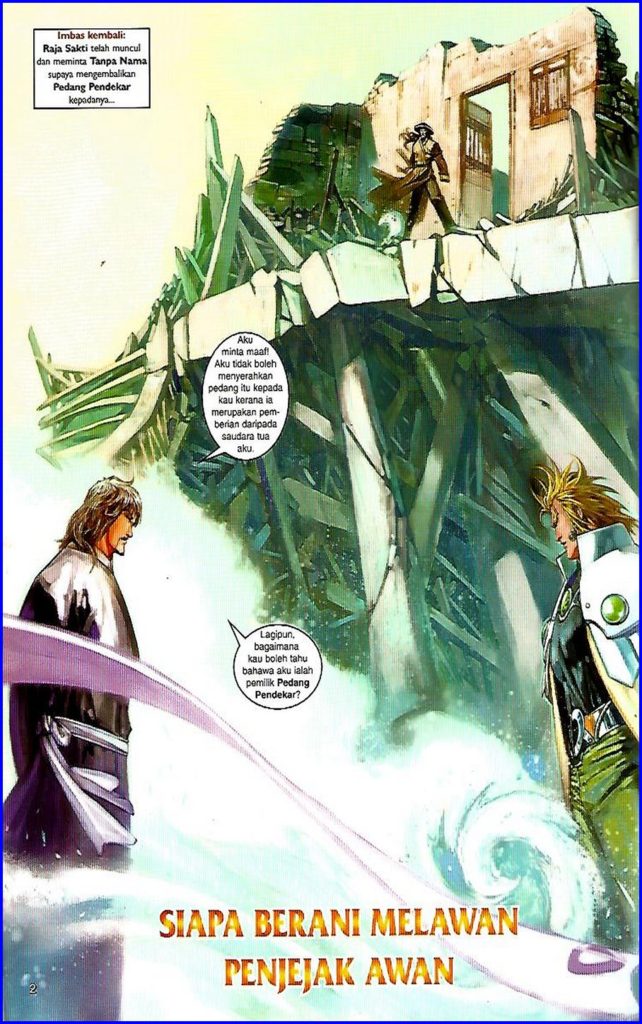 Imbas kembali:
Raja Sakti telah muncul
dan meminta Tanpa Nama
supaya mengembalikan
Pedang Pendekar
kepadanya...
Aku
minta maaf!
Aku tidak boleh
menyerahkan
pedang itu kepada
kau kerana ia
merupakan pem-
berian daripada
saudara tua
aku.
Lagipun,
bagaimana
kau boleh tahu
bahawa aku ialah
pemilik Pedang
Pendekar?
SIAPA BERANI MELAWAN
PENJEJAK AWAN
2